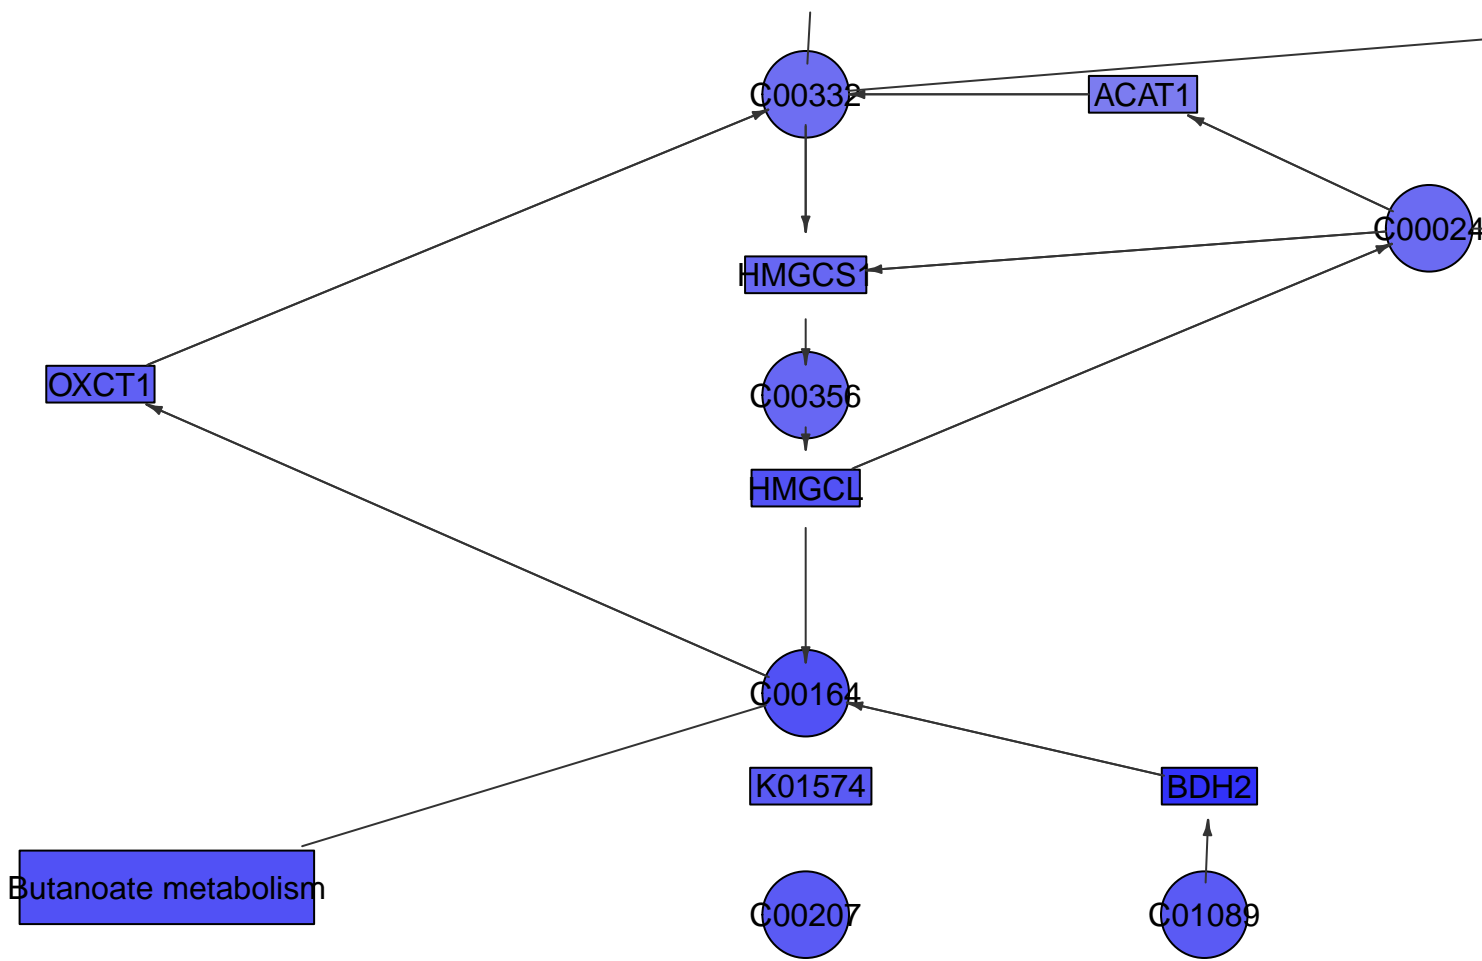 C00332
ACAT1
C00024
HMGCS1
OXCT1
C00356
HMGCL
C00164
K01574
BDH2
Butanoate metabolism
C00207
C01089